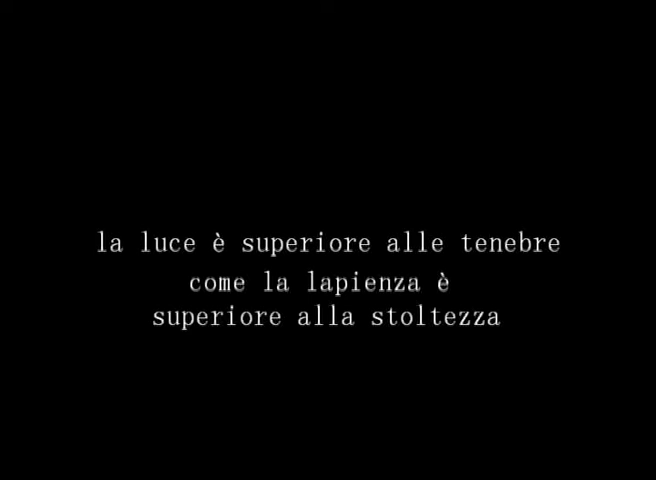 la luce è superiore alle tenebre
come la lapienza è
superiore alla stoltezza